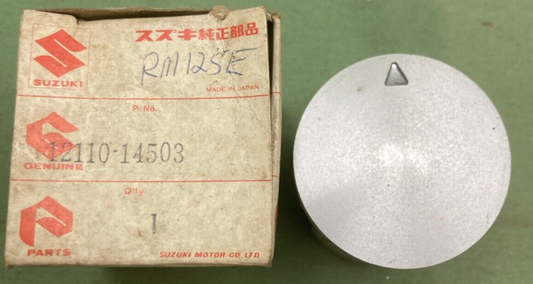 スズキ純正部品
SUZUKI
RM125E
MADE IN JAPAN
P/No.
12110-14503
GENUINE
Q'ty
1
PARTS
SUZUKI MOTOR CO LTD